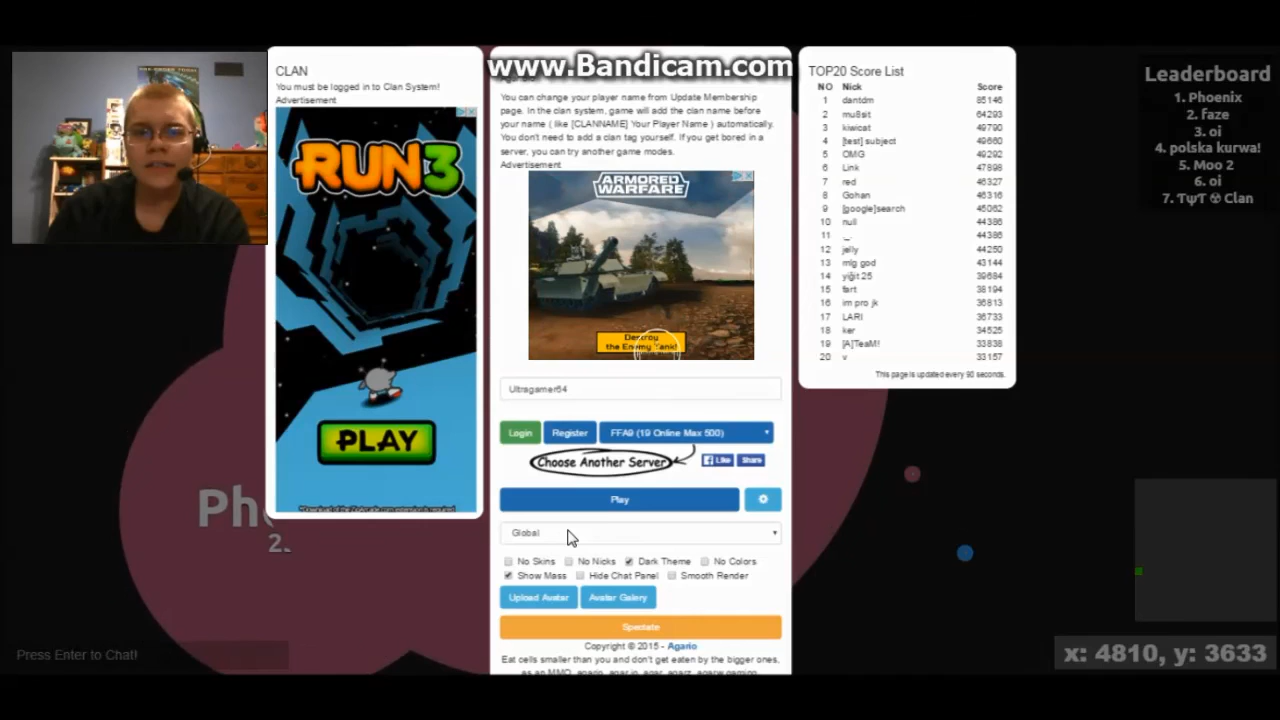 www.Bandicam.com
CLAN
You must be logged in to Clan System!
Advertisement
RUN 3
PLAY
You can change your player name from Update Membership
page. In the clan system, game will add the clan name before
your name ( like [CLANNAME] Your Player Name ) automatically.
You don't need to add a clan tag yourself. If you get bored in a
server, you can try another game modes.
Advertisement
ARMORED
WARFARE
Destroy
the Enemy Tank!
Ultragamer64
Login
Register
FFA9 (19 Online Max 500)
Choose Another Server
Like
Share
Play
Global
No Skins
No Nicks
Dark Theme
No Colors
Show Mass
Hide Chat Panel
Smooth Render
Upload Avatar
Avatar Galery
Spectate
Copyright © 2015 - Agario
Eat cells smaller than you and don't get eaten by the bigger ones,
TOP20 Score List
NO Nick Score
1 dantdm 85146
2 mu8sit 64293
3 kiwicat 49790
4 [test] subject 49660
5 OMG 49292
6 Link 47898
7 red 46327
8 Gohan 46316
9 [google]search 45062
10 null 44386
11 ._. 44386
12 jelly 44250
13 mlg god 43144
14 yiğit 25 39684
15 fart 38194
16 im pro jk 36813
17 LARI 36733
18 ker 34525
19 [A]TeaM! 33838
20 v 33157
This page is updated every 90 seconds.
Leaderboard
1. Phoenix
2. faze
3. oi
4. polska kurwa!
5. Moo 2
6. oi
7. TψT ☢ Clan
Pho
2.
Press Enter to Chat!
x: 4810, y: 3633